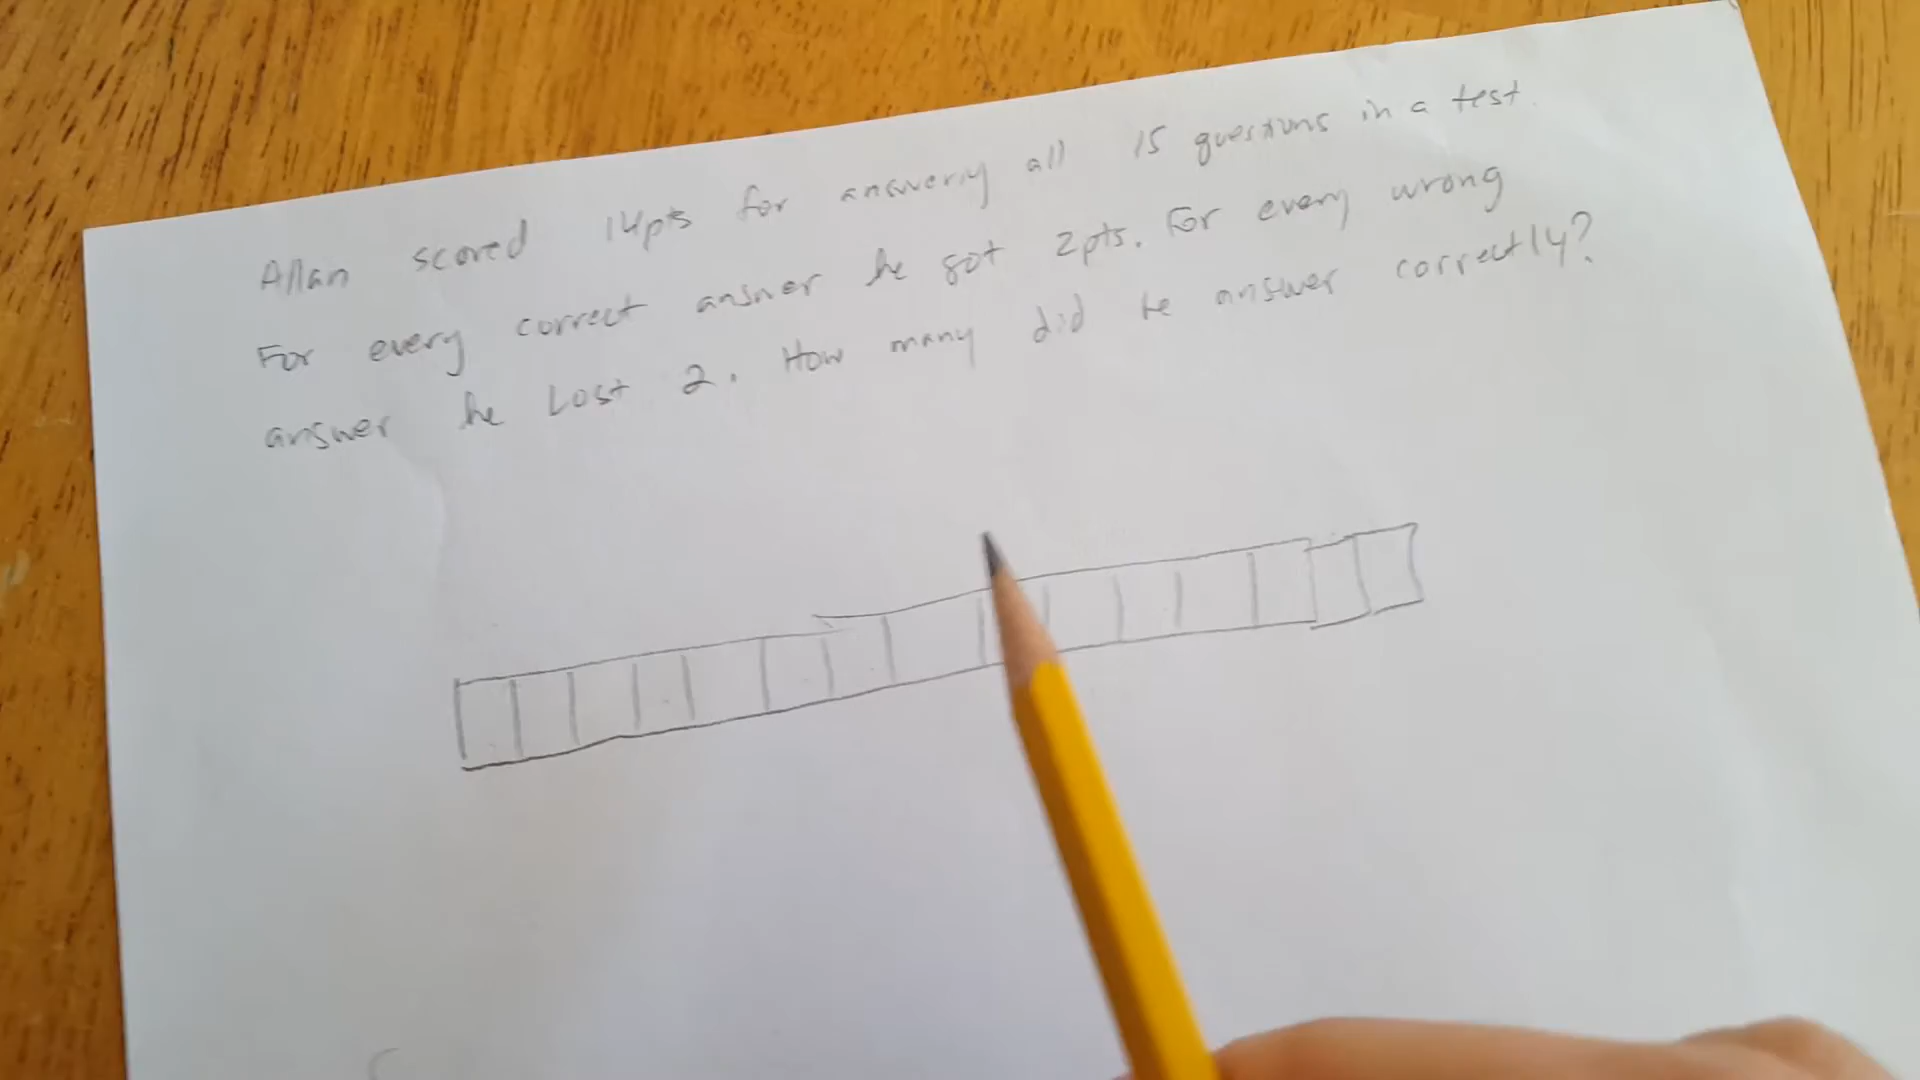 Allan scored 14pts for answering all 15 questions in a test.
For every correct answer he got 2pts. For every wrong
answer he Lost 2. How many did he answer correctly?